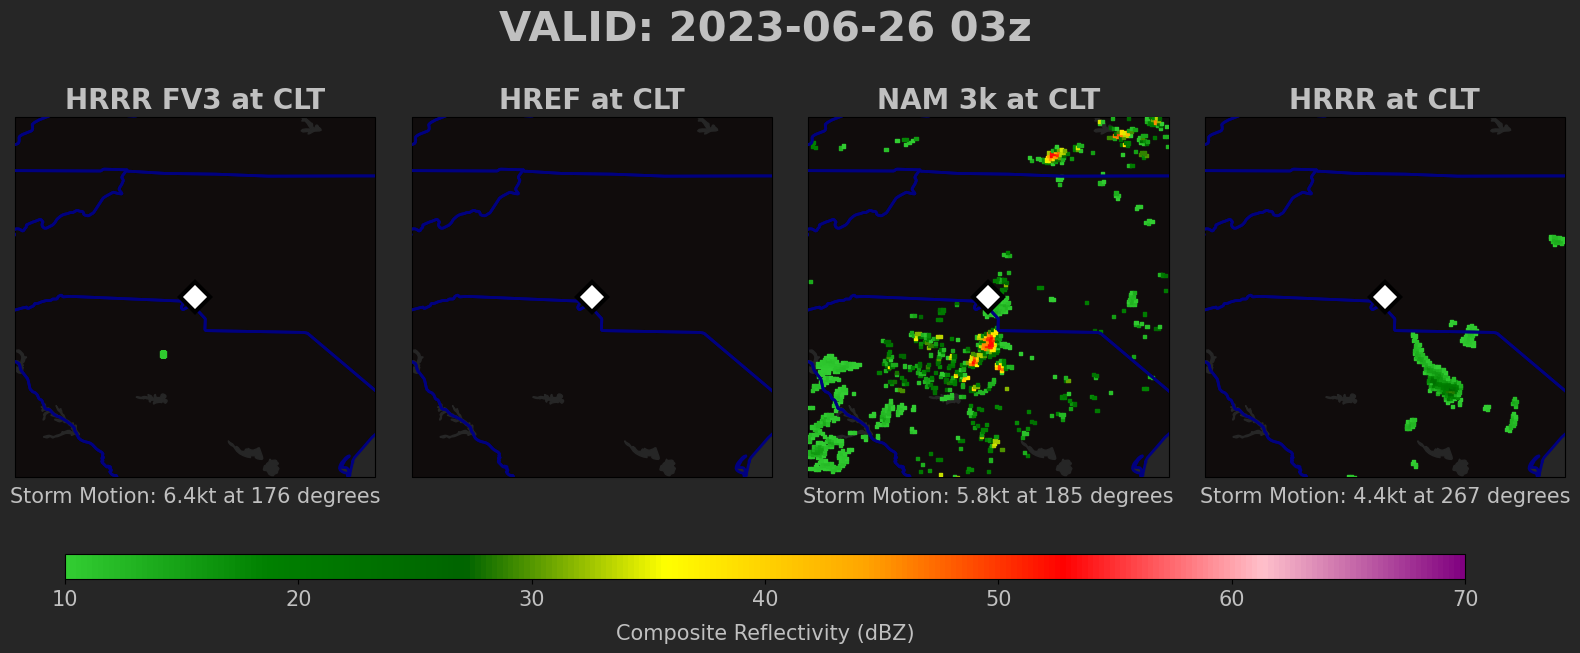 VALID: 2023-06-26 03z
HRRR FV3 at CLT
HREF at CLT
NAM 3k at CLT
HRRR at CLT
Storm Motion: 6.4kt at 176 degrees
Storm Motion: 5.8kt at 185 degrees
Storm Motion: 4.4kt at 267 degrees
10 20 30 40 50 60 70
Composite Reflectivity (dBZ)